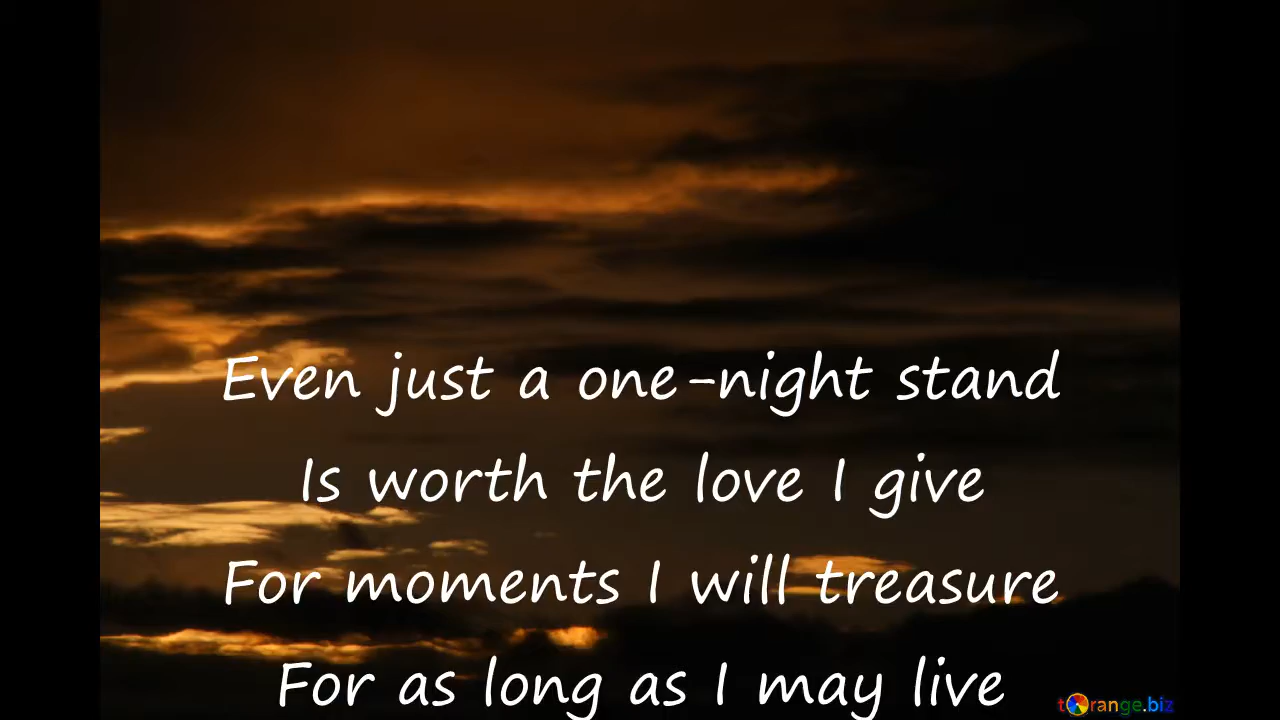 Even just a one-night stand
Is worth the love I give
For moments I will treasure
For as long as I may live
tOrange.biz